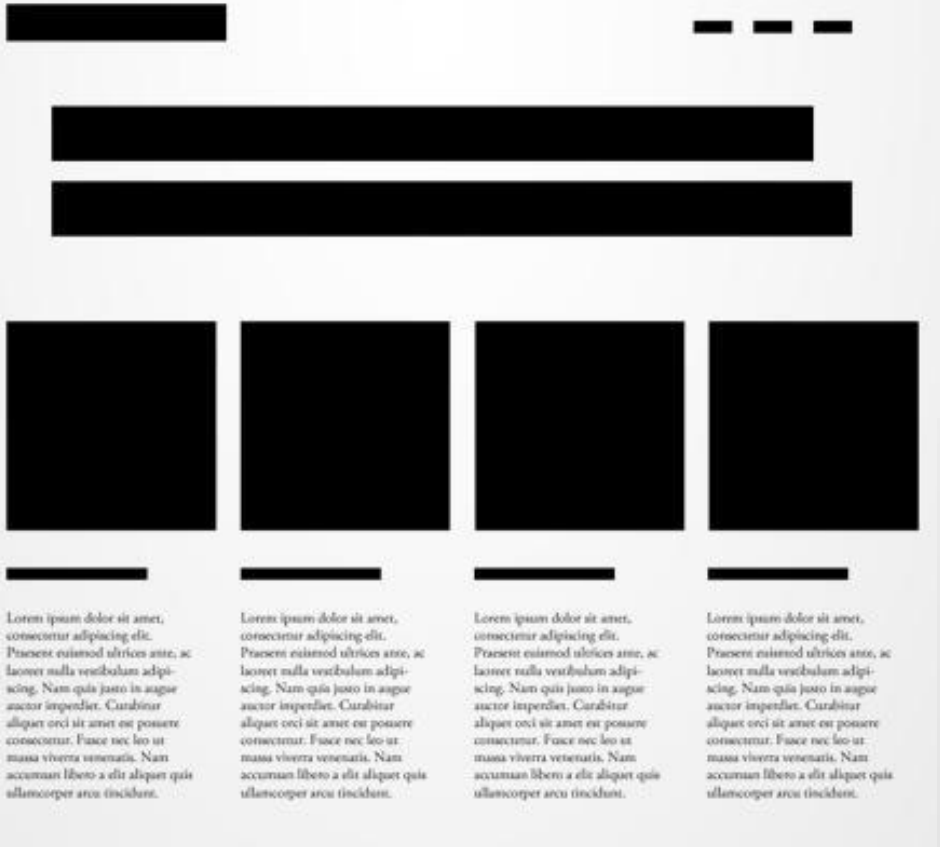 Lorem ipsum dolor sit amet,
consectetur adipiscing elit.
Praesent euismod ultrices ante, ac
laoreet nulla vestibulum adipi-
scing. Nam quis justo in augue
auctor imperdiet. Curabitur
aliquet orci sit amet est posuere
consectetur. Fusce nec leo ut
massa viverra venenatis. Nam
accumsan libero a elit aliquet quis
ullamcorper arcu tincidunt.
Lorem ipsum dolor sit amet,
consectetur adipiscing elit.
Praesent euismod ultrices ante, ac
laoreet nulla vestibulum adipi-
scing. Nam quis justo in augue
auctor imperdiet. Curabitur
aliquet orci sit amet est posuere
consectetur. Fusce nec leo ut
massa viverra venenatis. Nam
accumsan libero a elit aliquet quis
ullamcorper arcu tincidunt.
Lorem ipsum dolor sit amet,
consectetur adipiscing elit.
Praesent euismod ultrices ante, ac
laoreet nulla vestibulum adipi-
scing. Nam quis justo in augue
auctor imperdiet. Curabitur
aliquet orci sit amet est posuere
consectetur. Fusce nec leo ut
massa viverra venenatis. Nam
accumsan libero a elit aliquet quis
ullamcorper arcu tincidunt.
Lorem ipsum dolor sit amet,
consectetur adipiscing elit.
Praesent euismod ultrices ante, ac
laoreet nulla vestibulum adipi-
scing. Nam quis justo in augue
auctor imperdiet. Curabitur
aliquet orci sit amet est posuere
consectetur. Fusce nec leo ut
massa viverra venenatis. Nam
accumsan libero a elit aliquet quis
ullamcorper arcu tincidunt.